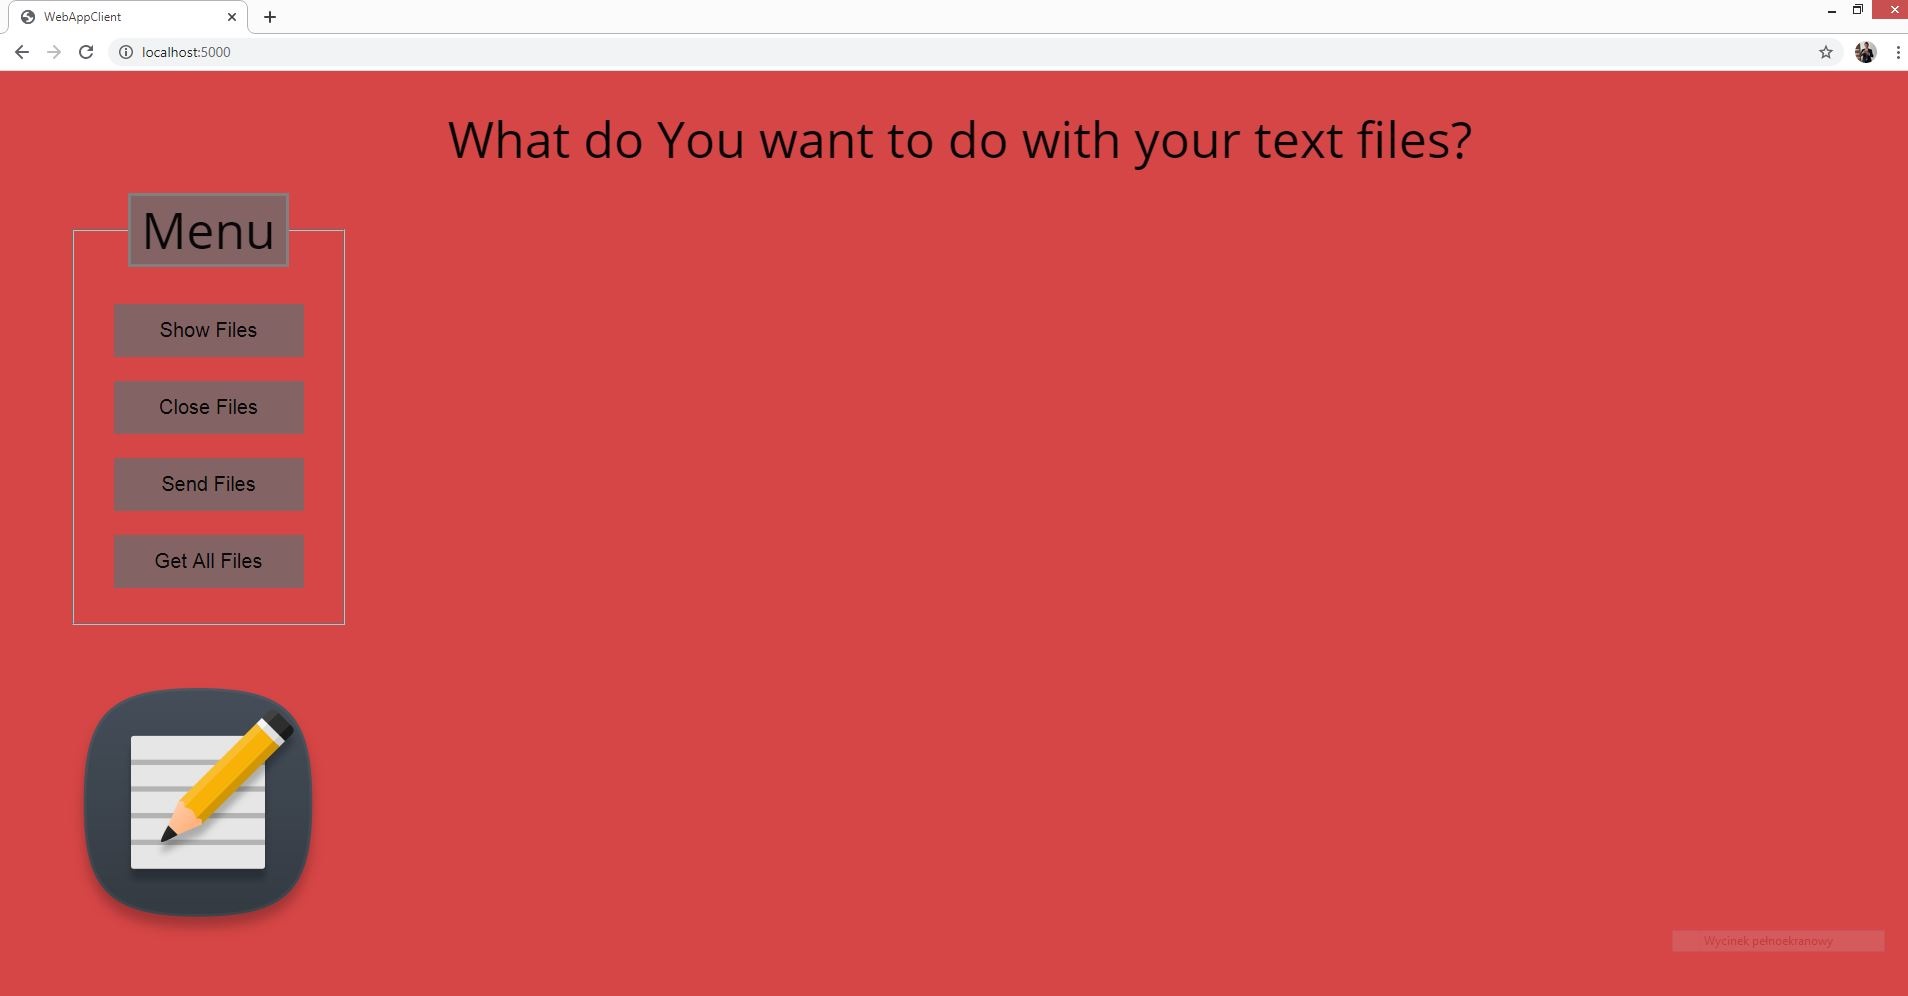 WebAppClient
localhost:5000
What do You want to do with your text files?
Menu
Show Files
Close Files
Send Files
Get All Files
Wycinek pełnoekranowy